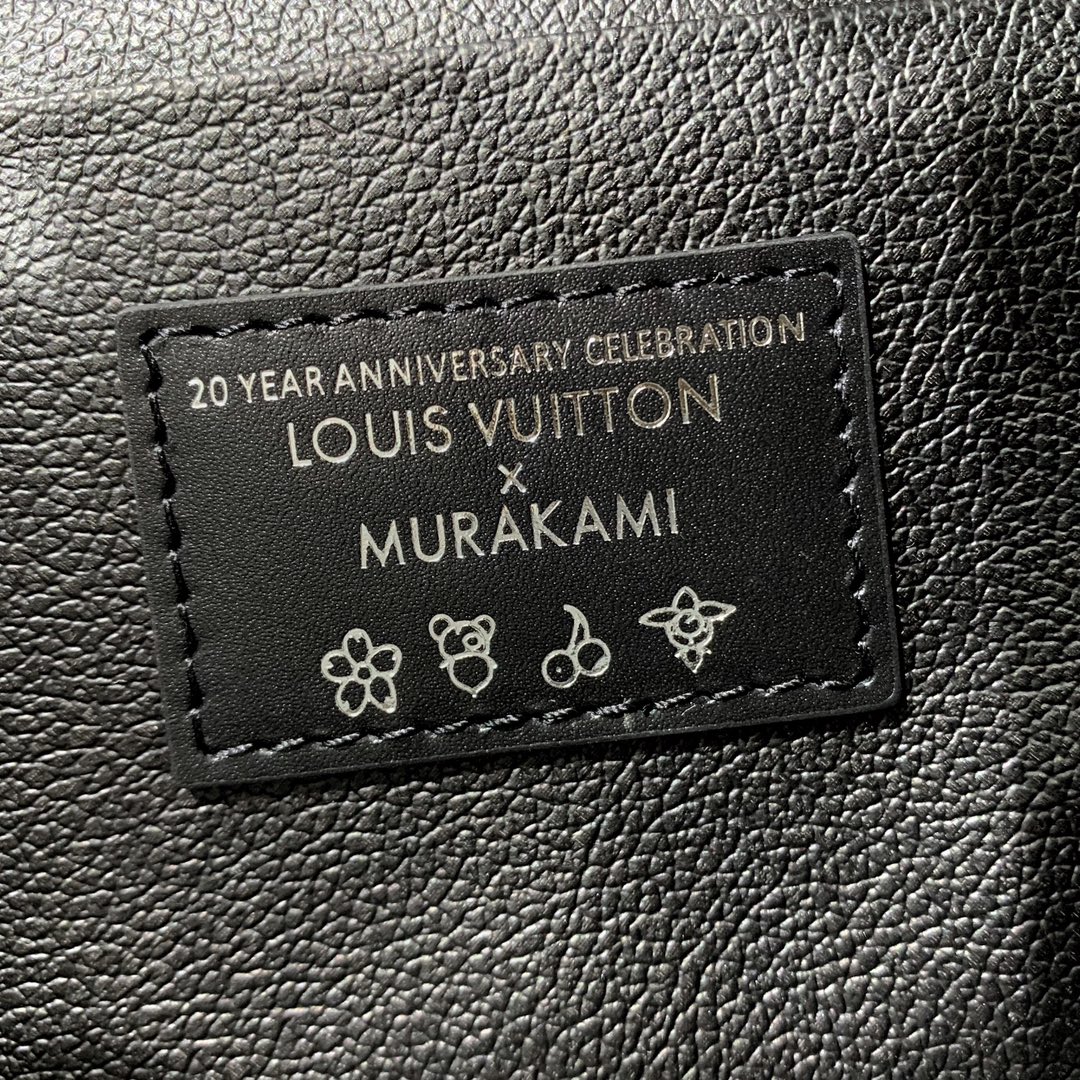 20 YEAR ANNIVERSARY CELEBRATION
LOUIS VUITTON
x
MURAKAMI